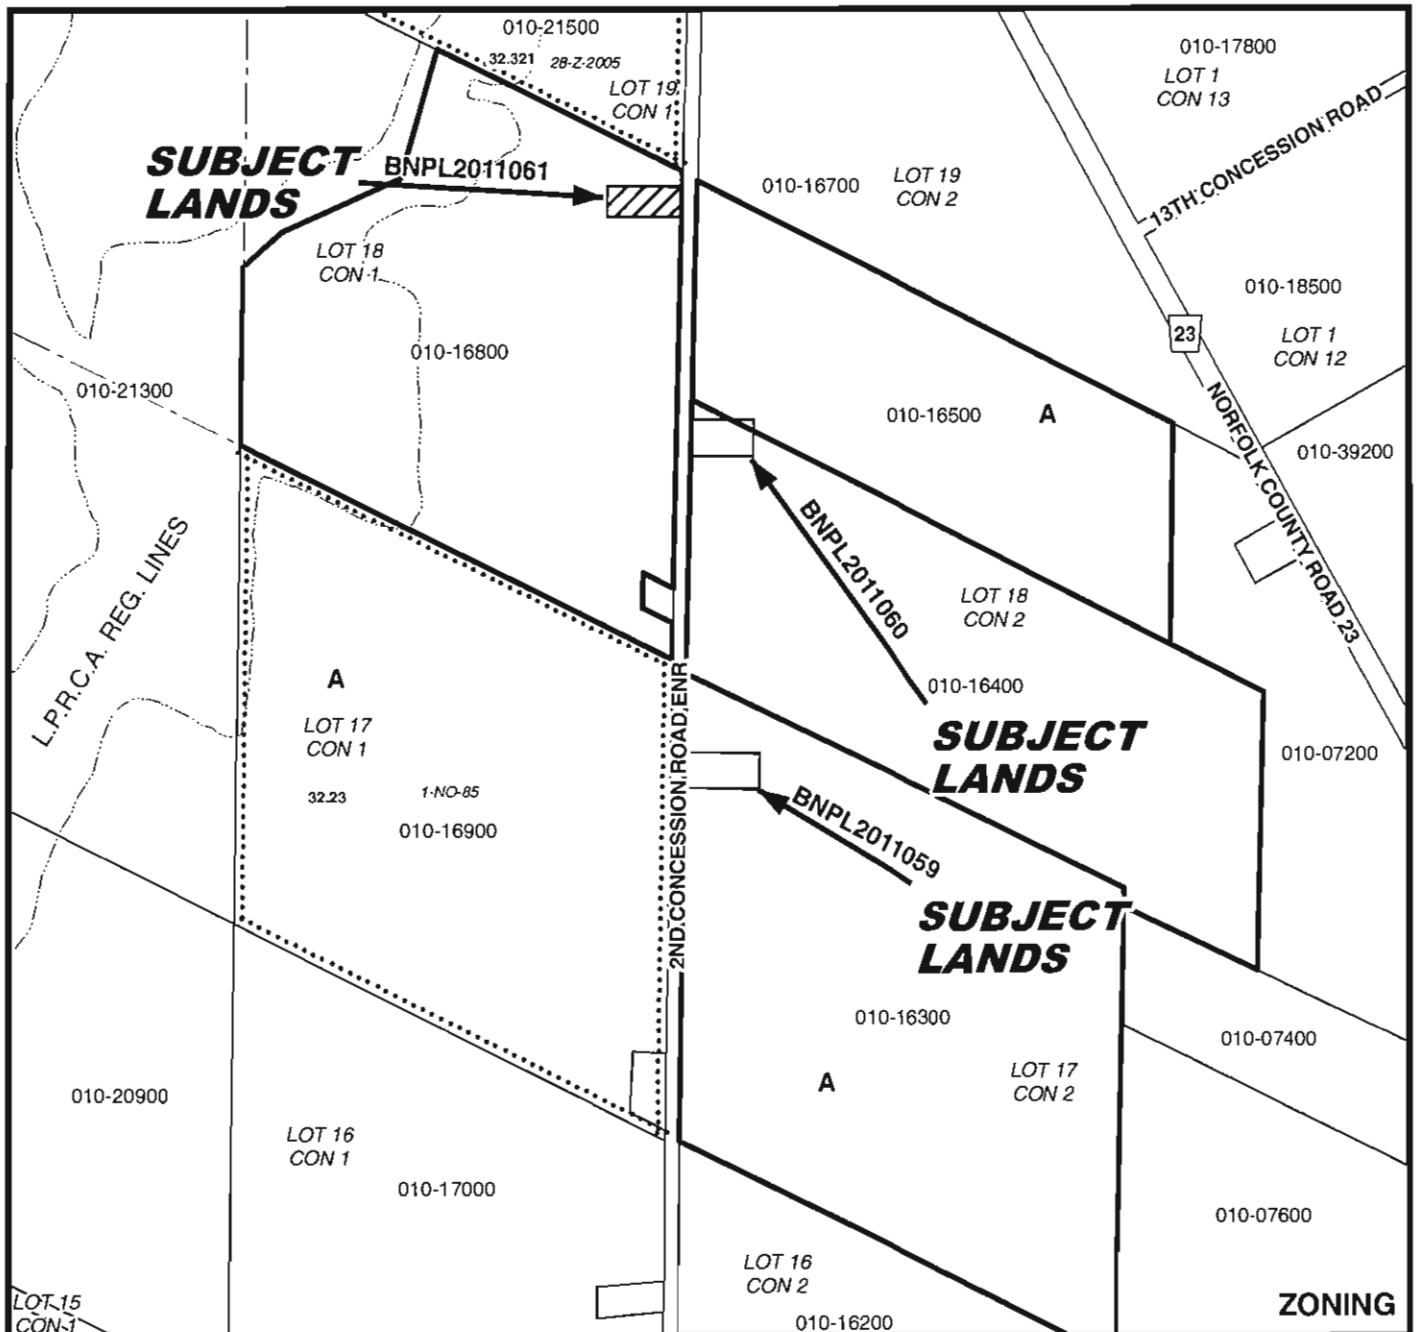 010-21500
32.321
28-Z-2005
LOT 19
CON 1
010-17800
LOT 1
CON 13
13TH CONCESSION ROAD
SUBJECT
LANDS
BNPL2011061
010-16700
LOT 19
CON 2
LOT 18
CON 1
010-18500
23
LOT 1
CON 12
010-16800
010-21300
010-16500
A
NORFOLK COUNTY ROAD 23
010-39200
L.P.R.C.A. REG. LINES
BNPL2011060
LOT 18
CON 2
010-16400
SUBJECT
LANDS
A
LOT 17
CON 1
32.23
1-NO-85
010-16900
2ND CONCESSION ROAD ENR
010-07200
BNPL2011059
SUBJECT
LANDS
010-16300
A
LOT 17
CON 2
010-07400
010-20900
LOT 16
CON 1
010-17000
010-07600
LOT 16
CON 2
010-16200
LOT 15
CON 1
ZONING